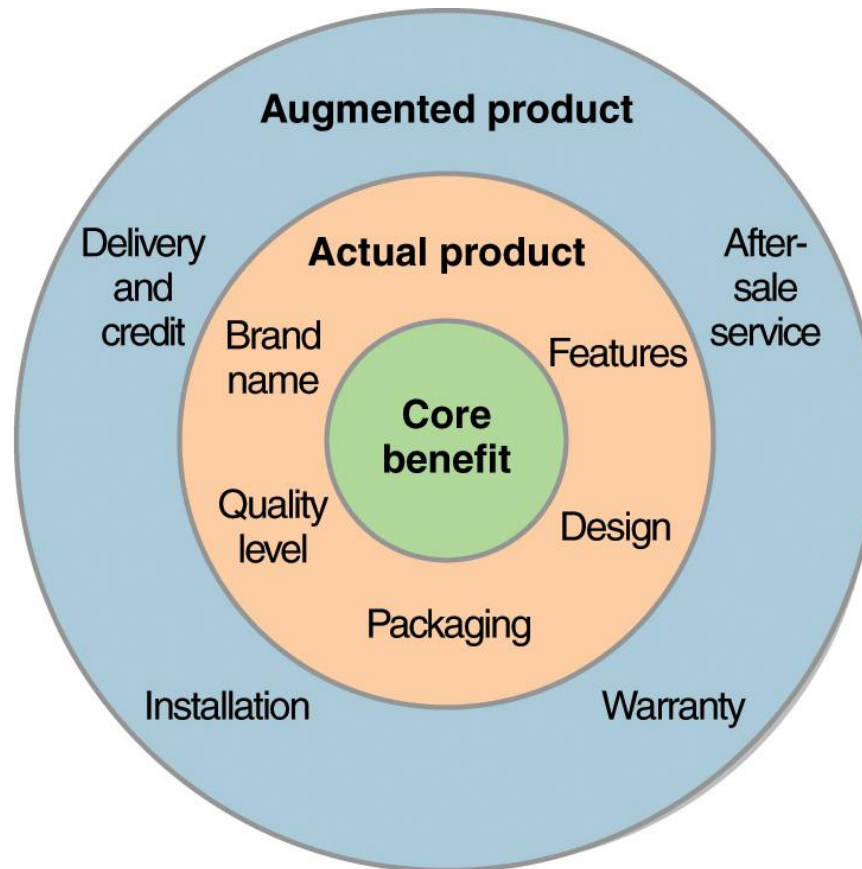 Augmented product
Delivery
and
credit
After-
sale
service
Actual product
Brand
name
Features
Core
benefit
Quality
level
Design
Packaging
Installation
Warranty